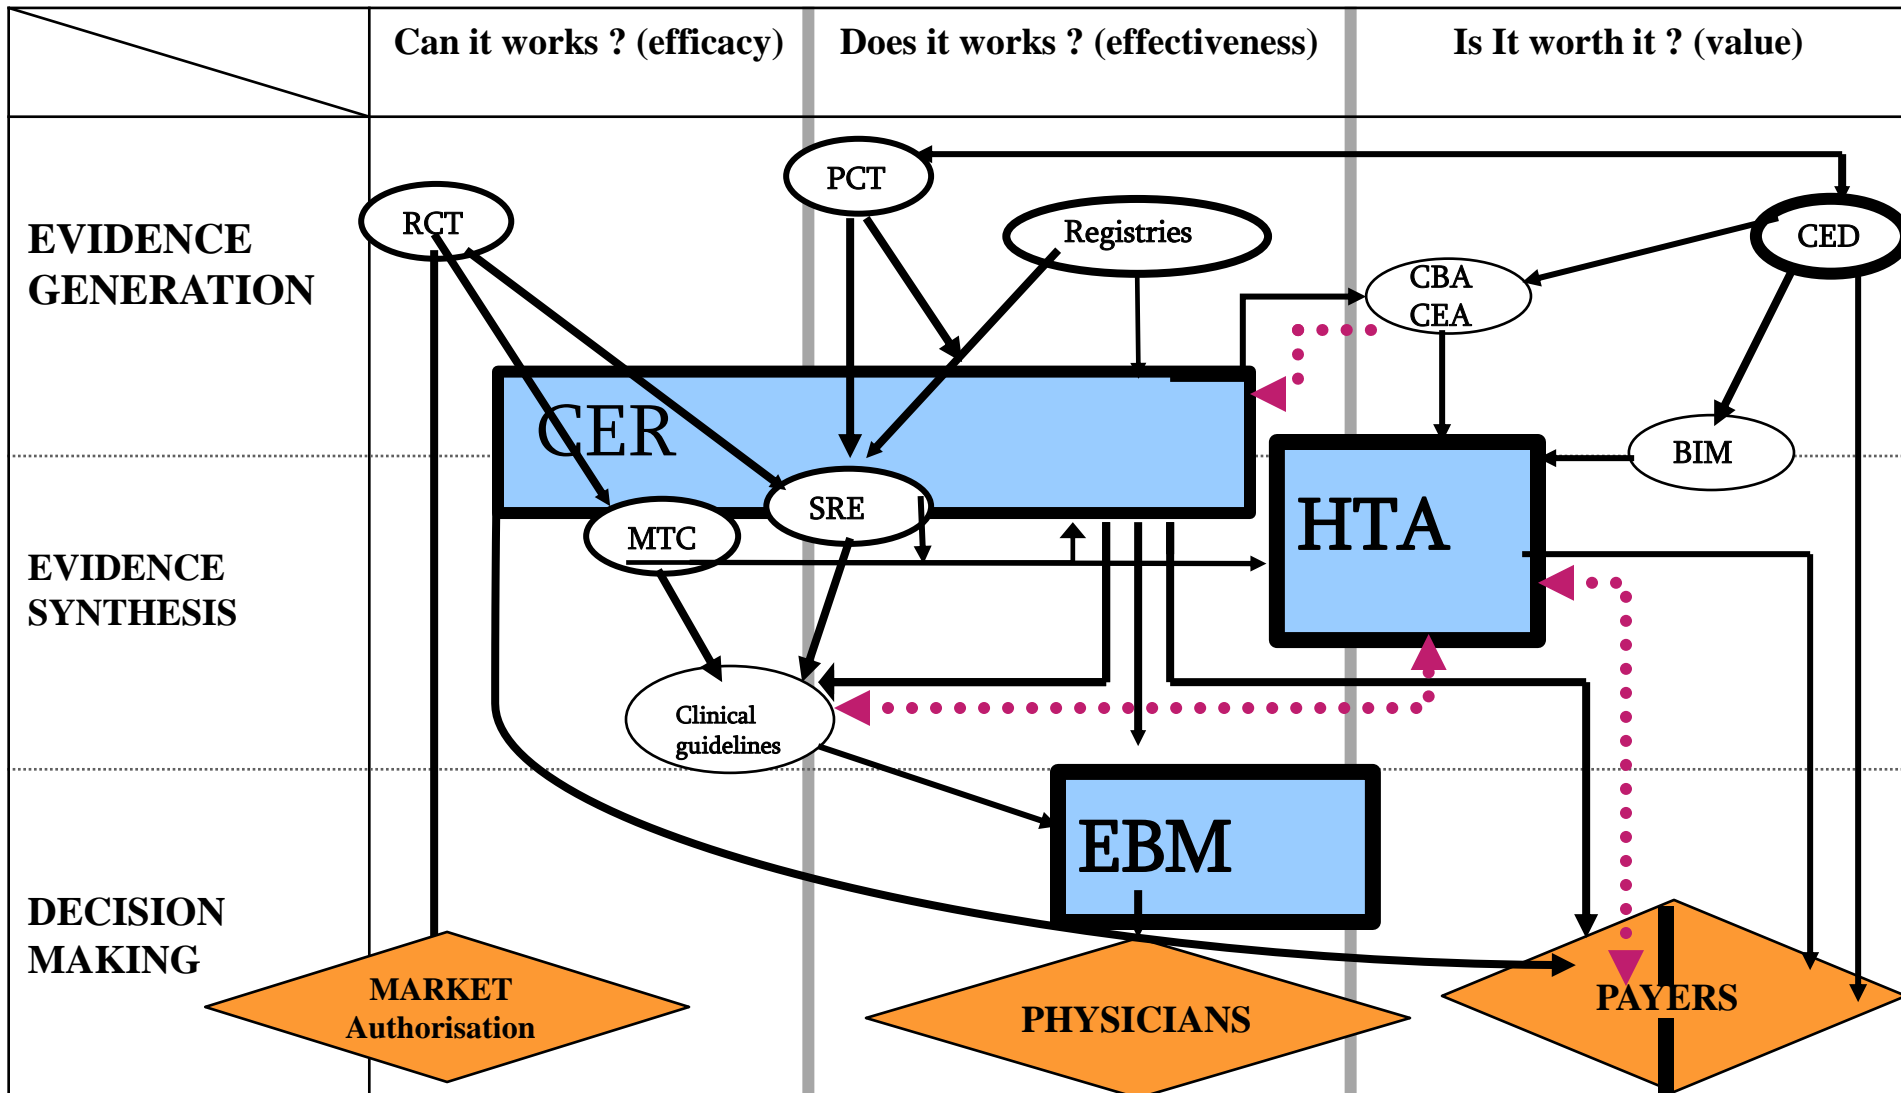 Can it works ? (efficacy)
Does it works ? (effectiveness)
Is It worth it ? (value)
EVIDENCE
GENERATION
RCT
PCT
Registries
CBA
CEA
CED
CER
BIM
EVIDENCE
SYNTHESIS
MTC
SRE
HTA
Clinical
guidelines
DECISION
MAKING
EBM
MARKET
Authorisation
PHYSICIANS
PAYERS